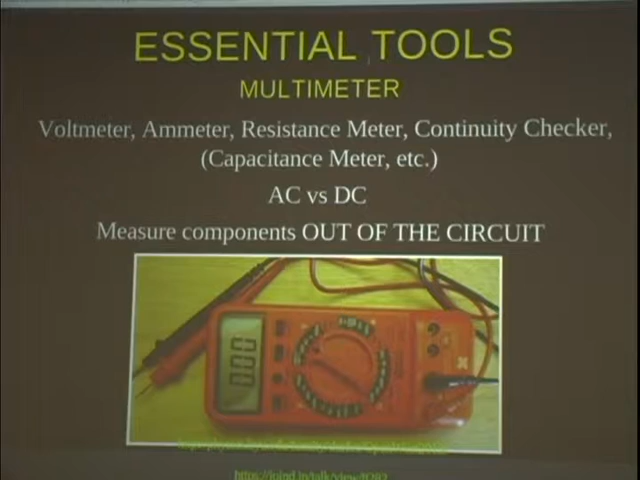 ESSENTIAL TOOLS
MULTIMETER
Voltmeter, Ammeter, Resistance Meter, Continuity Checker,
(Capacitance Meter, etc.)
AC vs DC
Measure components OUT OF THE CIRCUIT
000